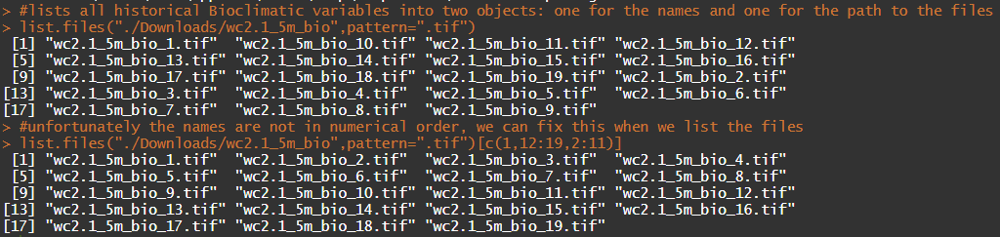 > #lists all historical Bioclimatic variables into two objects: one for the names and one for the path to the files
> list.files("./Downloads/wc2.1_5m_bio",pattern=".tif")
[1] "wc2.1_5m_bio_1.tif" "wc2.1_5m_bio_10.tif" "wc2.1_5m_bio_11.tif" "wc2.1_5m_bio_12.tif"
[5] "wc2.1_5m_bio_13.tif" "wc2.1_5m_bio_14.tif" "wc2.1_5m_bio_15.tif" "wc2.1_5m_bio_16.tif"
[9] "wc2.1_5m_bio_17.tif" "wc2.1_5m_bio_18.tif" "wc2.1_5m_bio_19.tif" "wc2.1_5m_bio_2.tif"
[13] "wc2.1_5m_bio_3.tif" "wc2.1_5m_bio_4.tif" "wc2.1_5m_bio_5.tif" "wc2.1_5m_bio_6.tif"
[17] "wc2.1_5m_bio_7.tif" "wc2.1_5m_bio_8.tif" "wc2.1_5m_bio_9.tif"
> #unfortunately the names are not in numerical order, we can fix this when we list the files
> list.files("./Downloads/wc2.1_5m_bio",pattern=".tif")[c(1,12:19,2:11)]
[1] "wc2.1_5m_bio_1.tif" "wc2.1_5m_bio_2.tif" "wc2.1_5m_bio_3.tif" "wc2.1_5m_bio_4.tif"
[5] "wc2.1_5m_bio_5.tif" "wc2.1_5m_bio_6.tif" "wc2.1_5m_bio_7.tif" "wc2.1_5m_bio_8.tif"
[9] "wc2.1_5m_bio_9.tif" "wc2.1_5m_bio_10.tif" "wc2.1_5m_bio_11.tif" "wc2.1_5m_bio_12.tif"
[13] "wc2.1_5m_bio_13.tif" "wc2.1_5m_bio_14.tif" "wc2.1_5m_bio_15.tif" "wc2.1_5m_bio_16.tif"
[17] "wc2.1_5m_bio_17.tif" "wc2.1_5m_bio_18.tif" "wc2.1_5m_bio_19.tif"